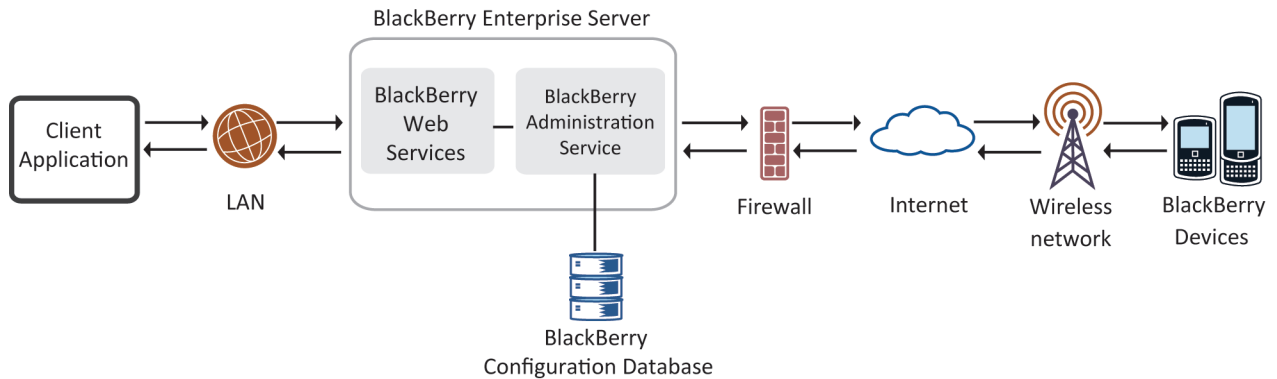 BlackBerry Enterprise Server
Client
Application
LAN
BlackBerry
Web
Services
BlackBerry
Administration
Service
BlackBerry
Configuration Database
Firewall
Internet
Wireless
network
BlackBerry
Devices